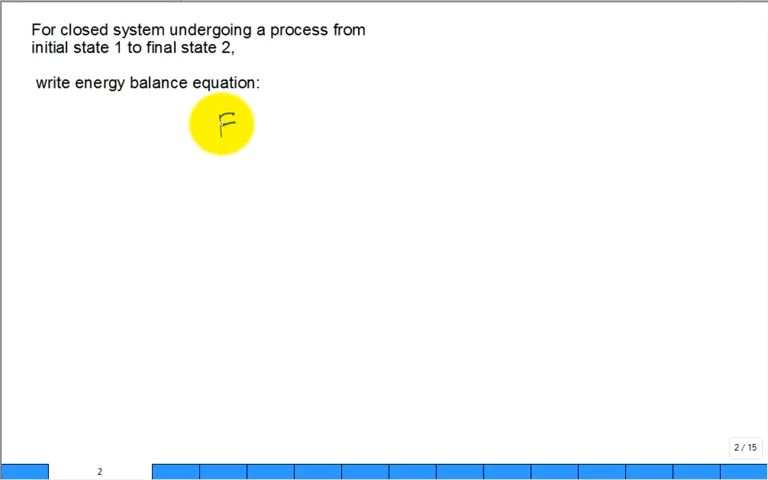 For closed system undergoing a process from
initial state 1 to final state 2,
write energy balance equation:
F
2 / 15
2